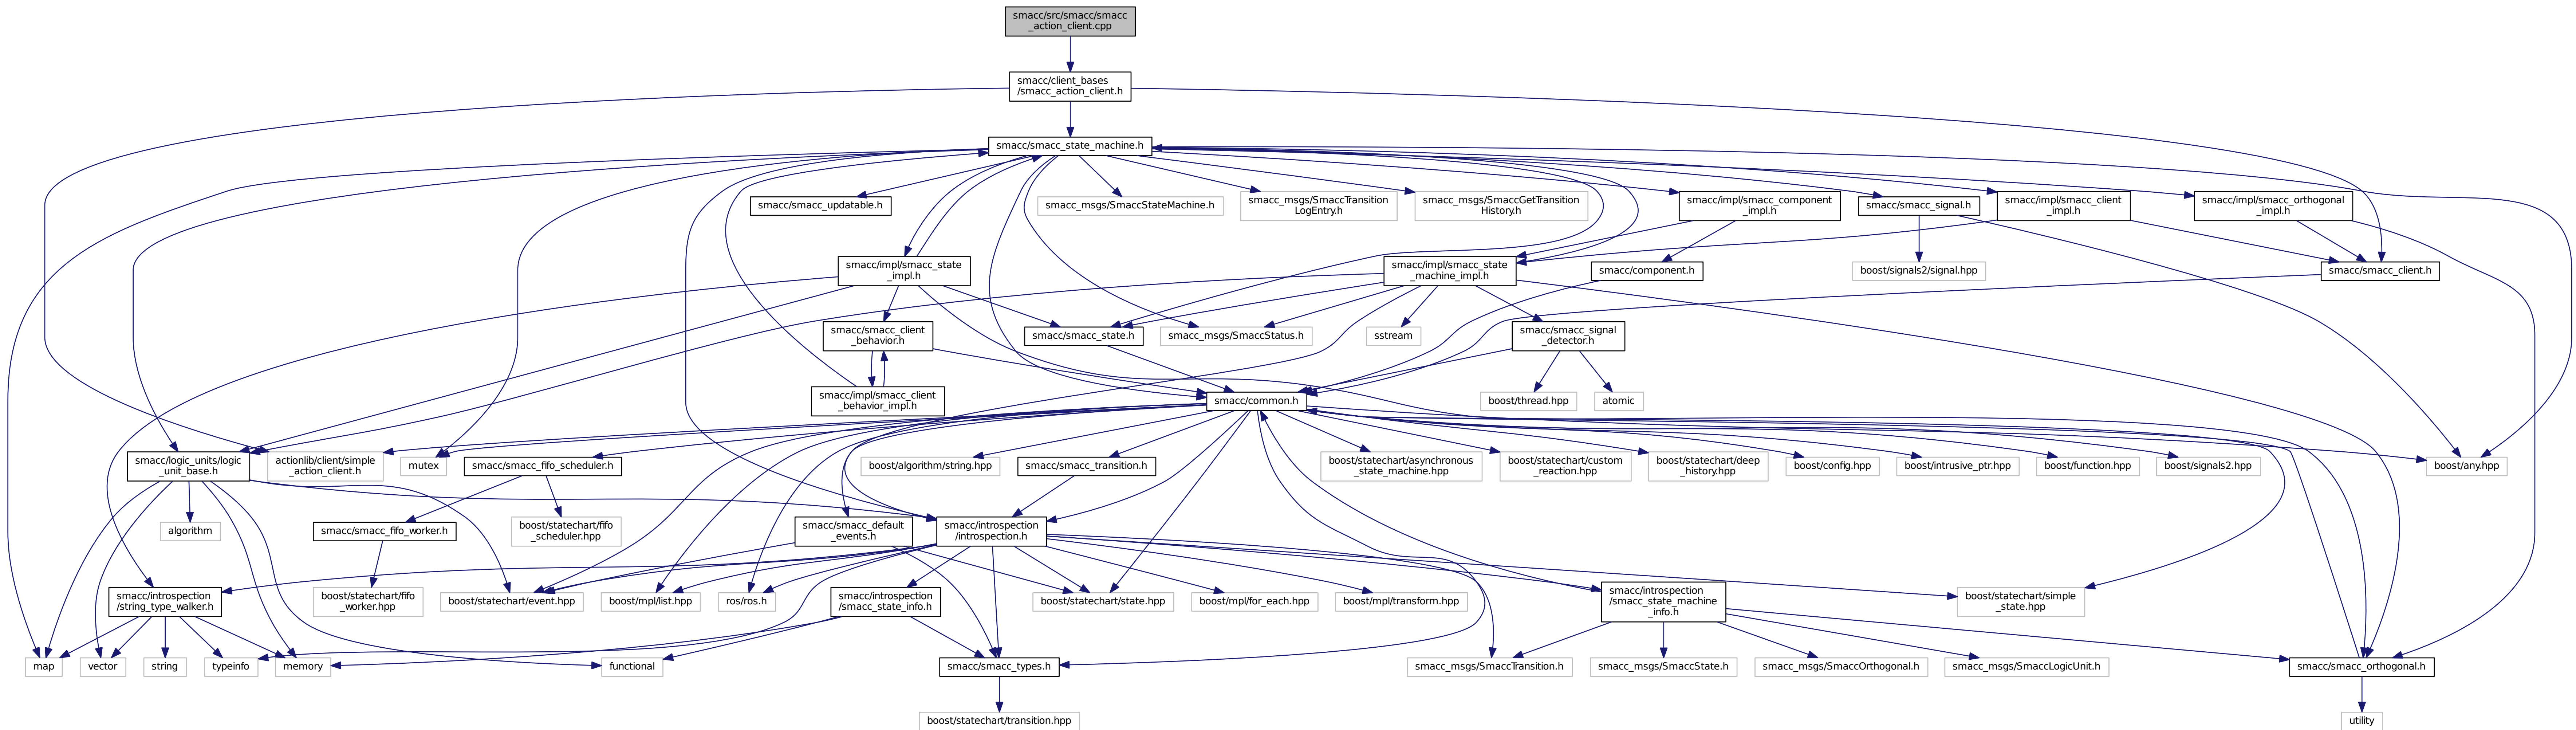 smacc/src/smacc/smacc
_action_client.cpp
smacc/client_bases
/smacc_action_client.h
smacc/smacc_state_machine.h
smacc/smacc_updatable.h
smacc_msgs/SmaccStateMachine.h
smacc_msgs/SmaccTransition
LogEntry.h
smacc_msgs/SmaccGetTransition
History.h
smacc/impl/smacc_component
_impl.h
smacc/smacc_signal.h
smacc/impl/smacc_client
_impl.h
smacc/impl/smacc_orthogonal
_impl.h
smacc/impl/smacc_state
_impl.h
smacc/impl/smacc_state
_machine_impl.h
smacc/component.h
boost/signals2/signal.hpp
smacc/smacc_client.h
smacc/smacc_client
_behavior.h
smacc/smacc_state.h
smacc_msgs/SmaccStatus.h
sstream
smacc/smacc_signal
_detector.h
smacc/impl/smacc_client
_behavior_impl.h
smacc/common.h
boost/thread.hpp
atomic
smacc/logic_units/logic
_unit_base.h
actionlib/client/simple
_action_client.h
mutex
smacc/smacc_fifo_scheduler.h
boost/algorithm/string.hpp
smacc/smacc_transition.h
boost/statechart/asynchronous
_state_machine.hpp
boost/statechart/custom
_reaction.hpp
boost/statechart/deep
_history.hpp
boost/config.hpp
boost/intrusive_ptr.hpp
boost/function.hpp
boost/signals2.hpp
boost/any.hpp
algorithm
smacc/smacc_fifo_worker.h
boost/statechart/fifo
_scheduler.hpp
smacc/smacc_default
_events.h
smacc/introspection
/introspection.h
smacc/introspection
/string_type_walker.h
boost/statechart/fifo
_worker.hpp
boost/statechart/event.hpp
boost/mpl/list.hpp
ros/ros.h
smacc/introspection
/smacc_state_info.h
boost/statechart/state.hpp
boost/mpl/for_each.hpp
boost/mpl/transform.hpp
smacc/introspection
/smacc_state_machine
_info.h
boost/statechart/simple
_state.hpp
map
vector
string
typeinfo
memory
functional
smacc/smacc_types.h
smacc_msgs/SmaccTransition.h
smacc_msgs/SmaccState.h
smacc_msgs/SmaccOrthogonal.h
smacc_msgs/SmaccLogicUnit.h
smacc/smacc_orthogonal.h
boost/statechart/transition.hpp
utility